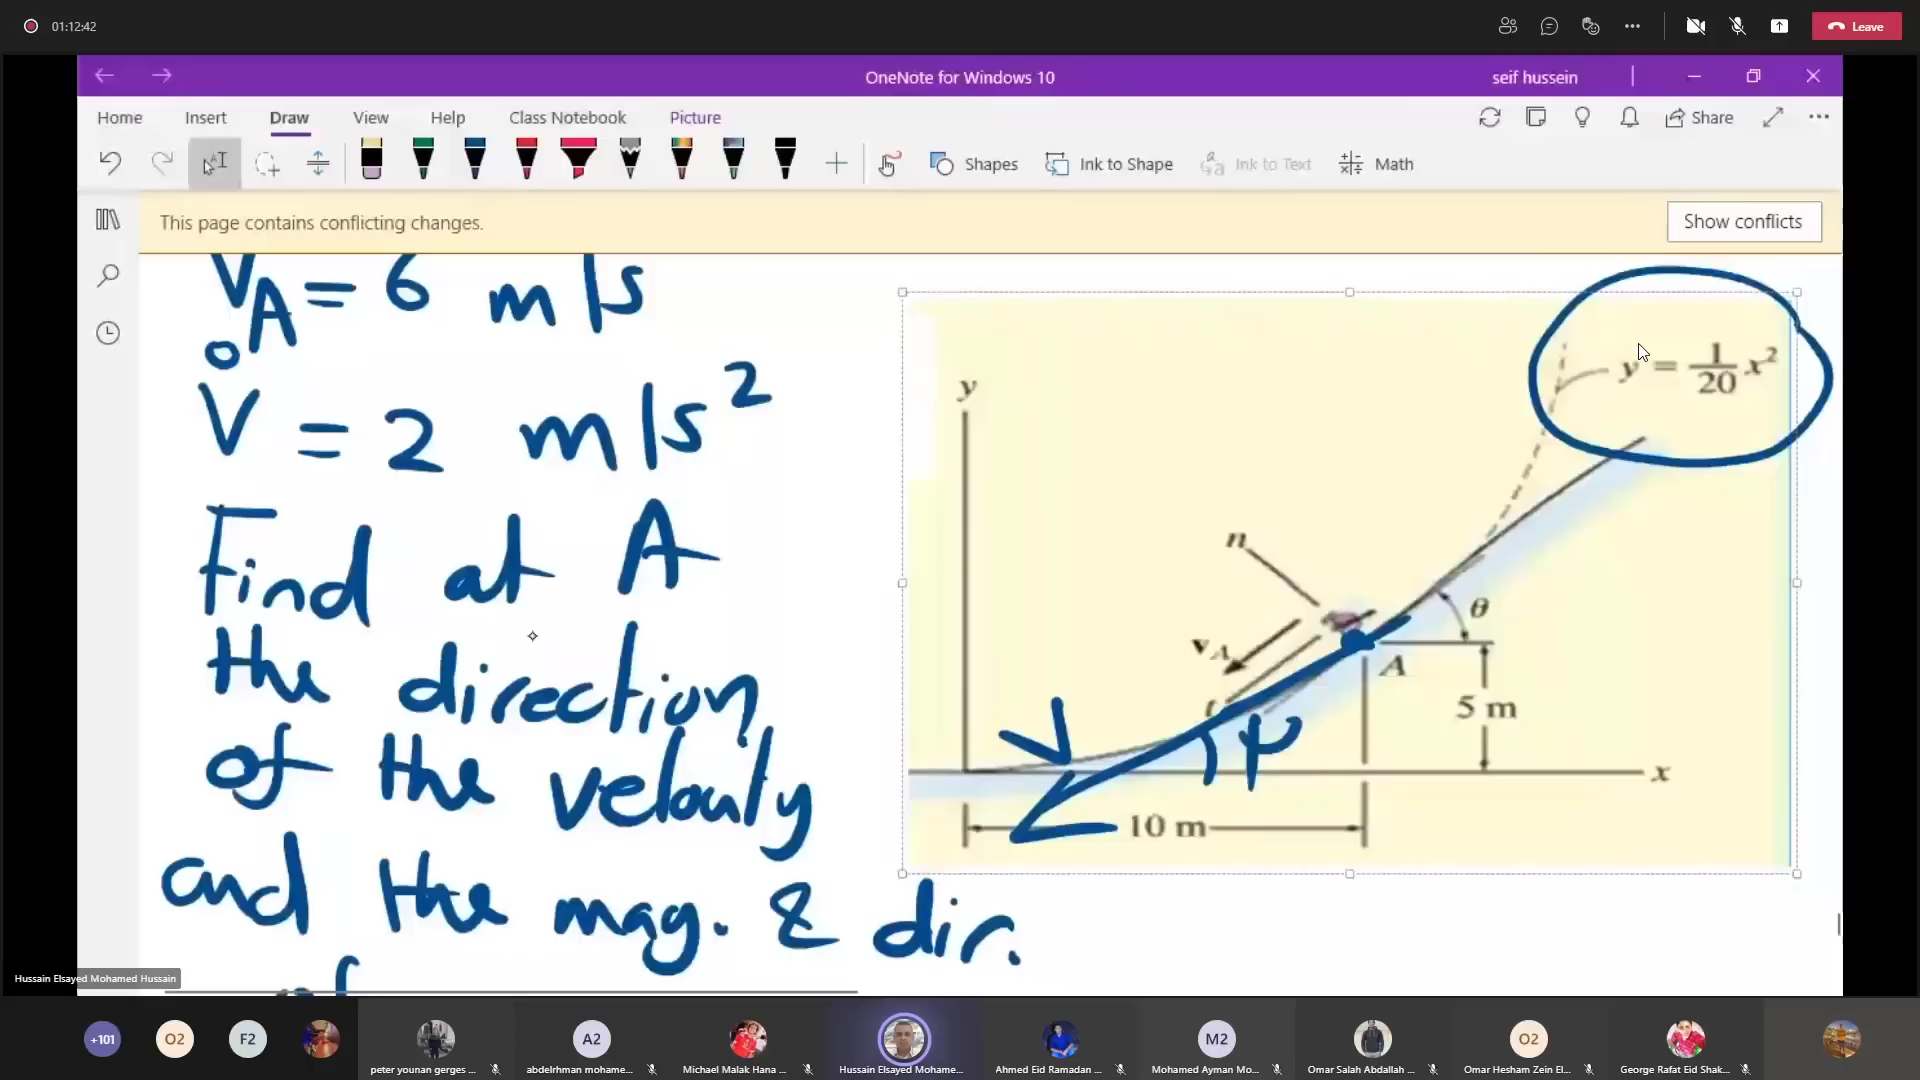 01:12:42
Leave
OneNote for Windows 10
seif hussein
Home Insert Draw View Help Class Notebook Picture
Share
Shapes Ink to Shape Ink to Text Math
This page contains conflicting changes.
Show conflicts
VA = 6 m/s
V = 2 m/s2
Find at A
the direction
of the velouly
and the mag. & dir.
of
y = 1/20 x2
y
n
θ
vA
A
t
5 m
ψ
x
10 m
Hussain Elsayed Mohamed Hussain
+101
O2
F2
peter younan gerges ...
A2
abdelrhman mohame...
Michael Malak Hana ...
Hussain Elsayed Mohame...
Ahmed Eid Ramadan ...
M2
Mohamed Ayman Mo...
Omar Salah Abdallah ...
O2
Omar Hesham Zein El...
George Rafat Eid Shak...